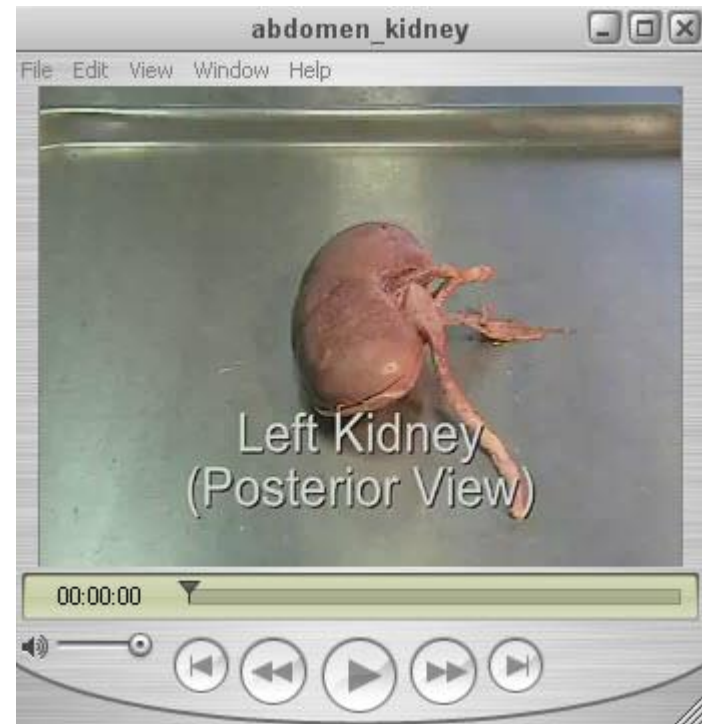 abdomen_kidney
File Edit View Window Help
Left Kidney
(Posterior View)
00:00:00